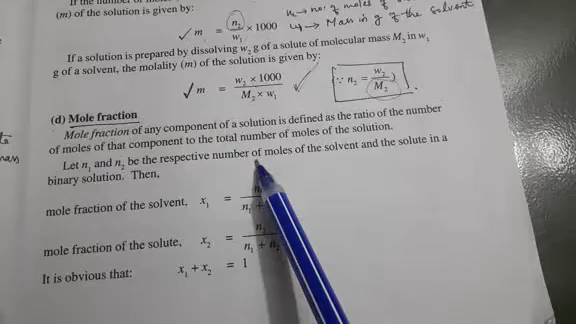 (m) of the solution is given by:
m = n₂/w₁ × 1000
no. of moles of
Mass in g of the solvent
If a solution is prepared by dissolving w₂ g of a solute of molecular mass M₂ in w₁
g of a solvent, the molality (m) of the solution is given by:
m = w₂ × 1000 / M₂ × w₁
(∵ n₂ = w₂/M₂)
(d) Mole fraction
Mole fraction of any component of a solution is defined as the ratio of the number
of moles of that component to the total number of moles of the solution.
Let n₁ and n₂ be the respective number of moles of the solvent and the solute in a
binary solution. Then,
mole fraction of the solvent, x₁ = n / n₁ +
mole fraction of the solute, x₂ = n₂ / n₁ + n₂
It is obvious that: x₁ + x₂ = 1